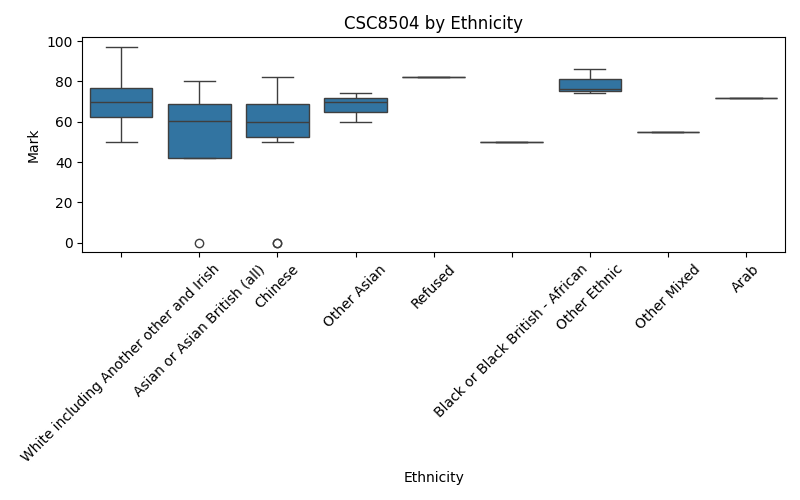 CSC8504 by Ethnicity
100
80
60
40
20
0
Mark
White including Another other and Irish
Asian or Asian British (all)
Chinese
Other Asian
Refused
Black or Black British - African
Other Ethnic
Other Mixed
Arab
Ethnicity